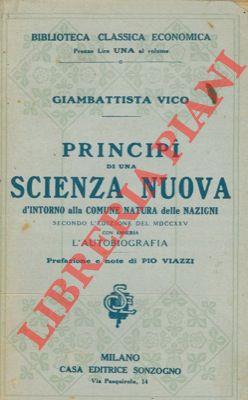 BIBLIOTECA CLASSICA ECONOMICA
Prezzo Lire UNA al volume
GIAMBATTISTA VICO
PRINCIPÎ
DI UNA
SCIENZA NUOVA
d'INTORNO alla COMUNE NATURA delle NAZIONI
SECONDO L'EDIZIONE DEL MDCCXXV
CON ANNESSA
L'AUTOBIOGRAFIA
Prefazione e note di PIO VIAZZI
MILANO
CASA EDITRICE SONZOGNO
Via Pasquirolo, 14
LIBRERIA PIANI